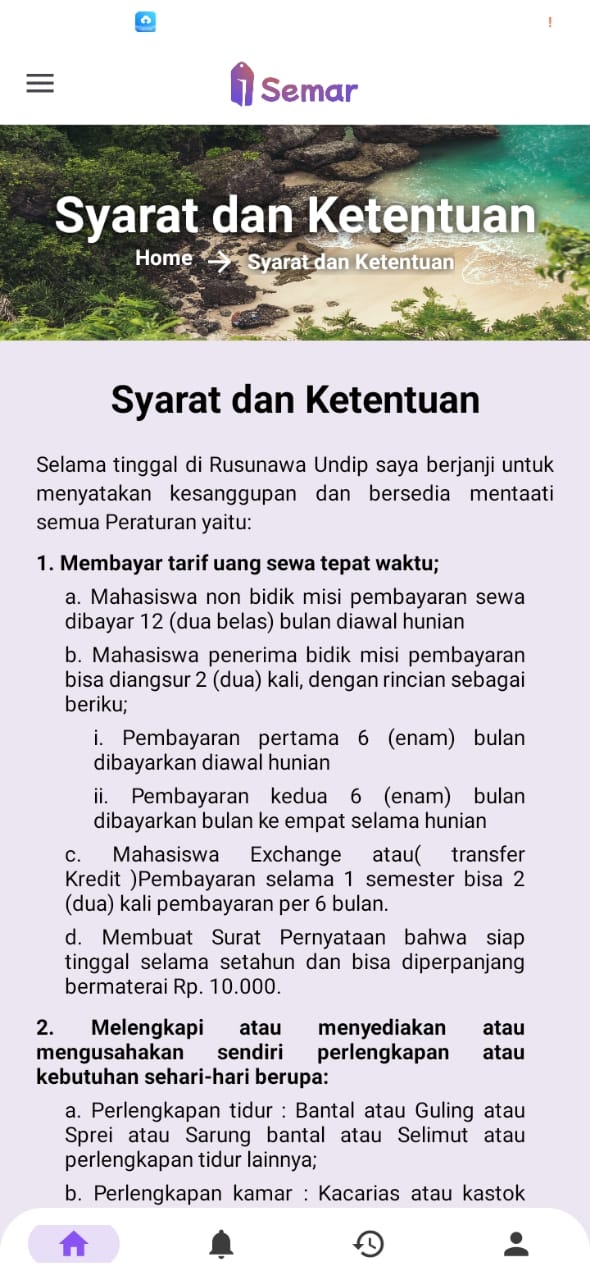 Semar
Syarat dan Ketentuan
Home → Syarat dan Ketentuan
Syarat dan Ketentuan
Selama tinggal di Rusunawa Undip saya berjanji untuk
menyatakan kesanggupan dan bersedia mentaati
semua Peraturan yaitu:
1. Membayar tarif uang sewa tepat waktu;
a. Mahasiswa non bidik misi pembayaran sewa
dibayar 12 (dua belas) bulan diawal hunian
b. Mahasiswa penerima bidik misi pembayaran
bisa diangsur 2 (dua) kali, dengan rincian sebagai
beriku;
i. Pembayaran pertama 6 (enam) bulan
dibayarkan diawal hunian
ii. Pembayaran kedua 6 (enam) bulan
dibayarkan bulan ke empat selama hunian
c. Mahasiswa Exchange atau( transfer
Kredit )Pembayaran selama 1 semester bisa 2
(dua) kali pembayaran per 6 bulan.
d. Membuat Surat Pernyataan bahwa siap
tinggal selama setahun dan bisa diperpanjang
bermaterai Rp. 10.000.
2. Melengkapi atau menyediakan atau
mengusahakan sendiri perlengkapan atau
kebutuhan sehari-hari berupa:
a. Perlengkapan tidur : Bantal atau Guling atau
Sprei atau Sarung bantal atau Selimut atau
perlengkapan tidur lainnya;
b. Perlengkapan kamar : Kacarias atau kastok